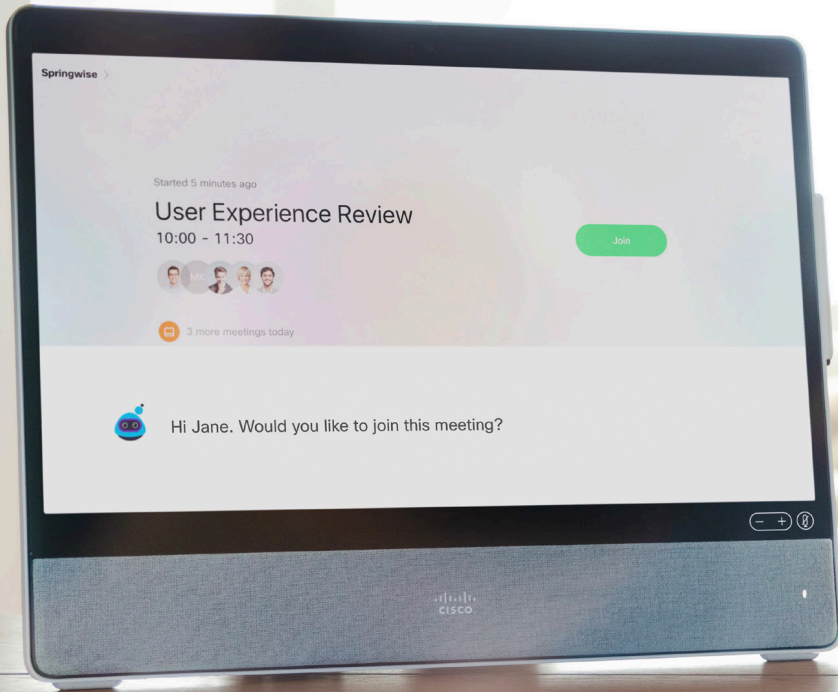 Springwise
Started 5 minutes ago
User Experience Review
10:00 - 11:30
Join
MK
3 more meetings today
Hi Jane. Would you like to join this meeting?
CISCO